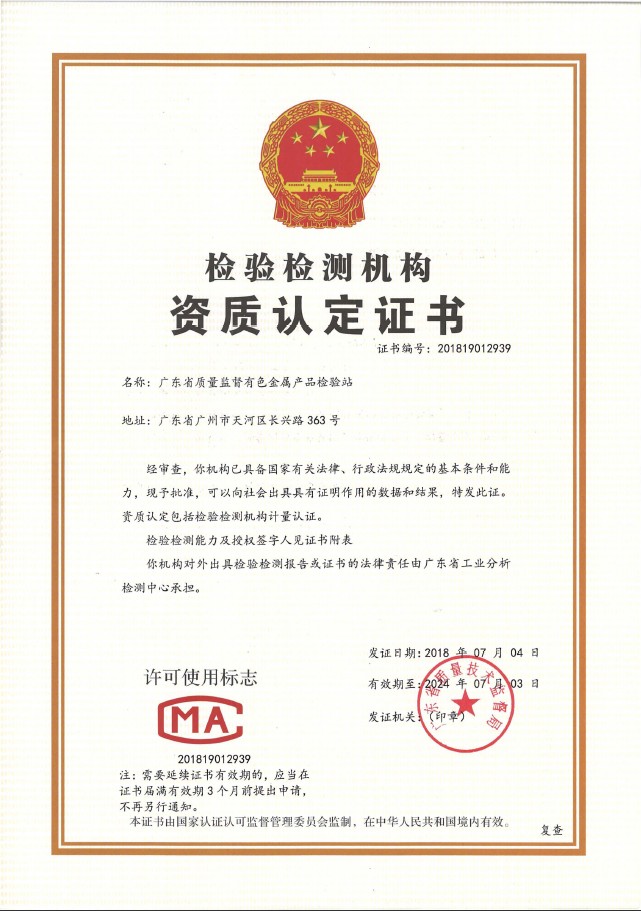 检验检测机构
资质认定证书
证书编号：201819012939
名称：广东省质量监督有色金属产品检验站
地址：广东省广州市天河区长兴路 363 号
经审查，你机构已具备国家有关法律、行政法规规定的基本条件和能
力，现予批准，可以向社会出具具有证明作用的数据和结果，特发此证。
资质认定包括检验检测机构计量认证。
检验检测能力及授权签字人见证书附表
你机构对外出具检验检测报告或证书的法律责任由广东省工业分析
检测中心承担。
发证日期：2018 年 07 月 04 日
有效期至：2024 年 07 月 03 日
发证机关：（印章）
广东省质量技术监督局
许可使用标志
MA
201819012939
注：需要延续证书有效期的，应当在
证书届满有效期 3 个月前提出申请，
不再另行通知。
本证书由国家认证认可监督管理委员会监制，在中华人民共和国境内有效。
复查